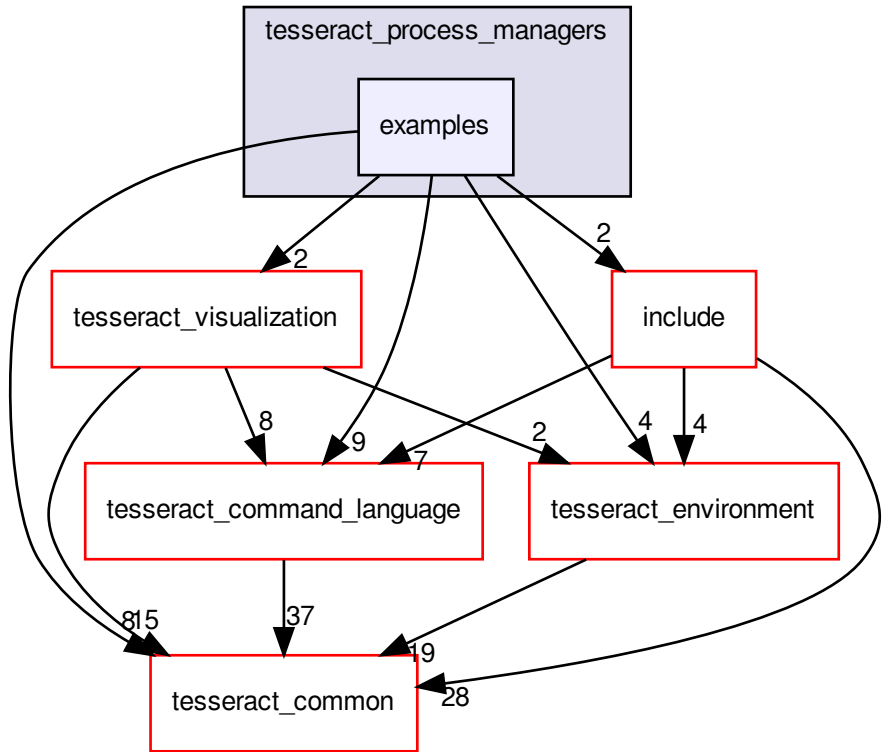 tesseract_process_managers
examples
2
2
tesseract_visualization
include
8
9
7
2
4
4
tesseract_command_language
tesseract_environment
8
15
37
19
28
tesseract_common